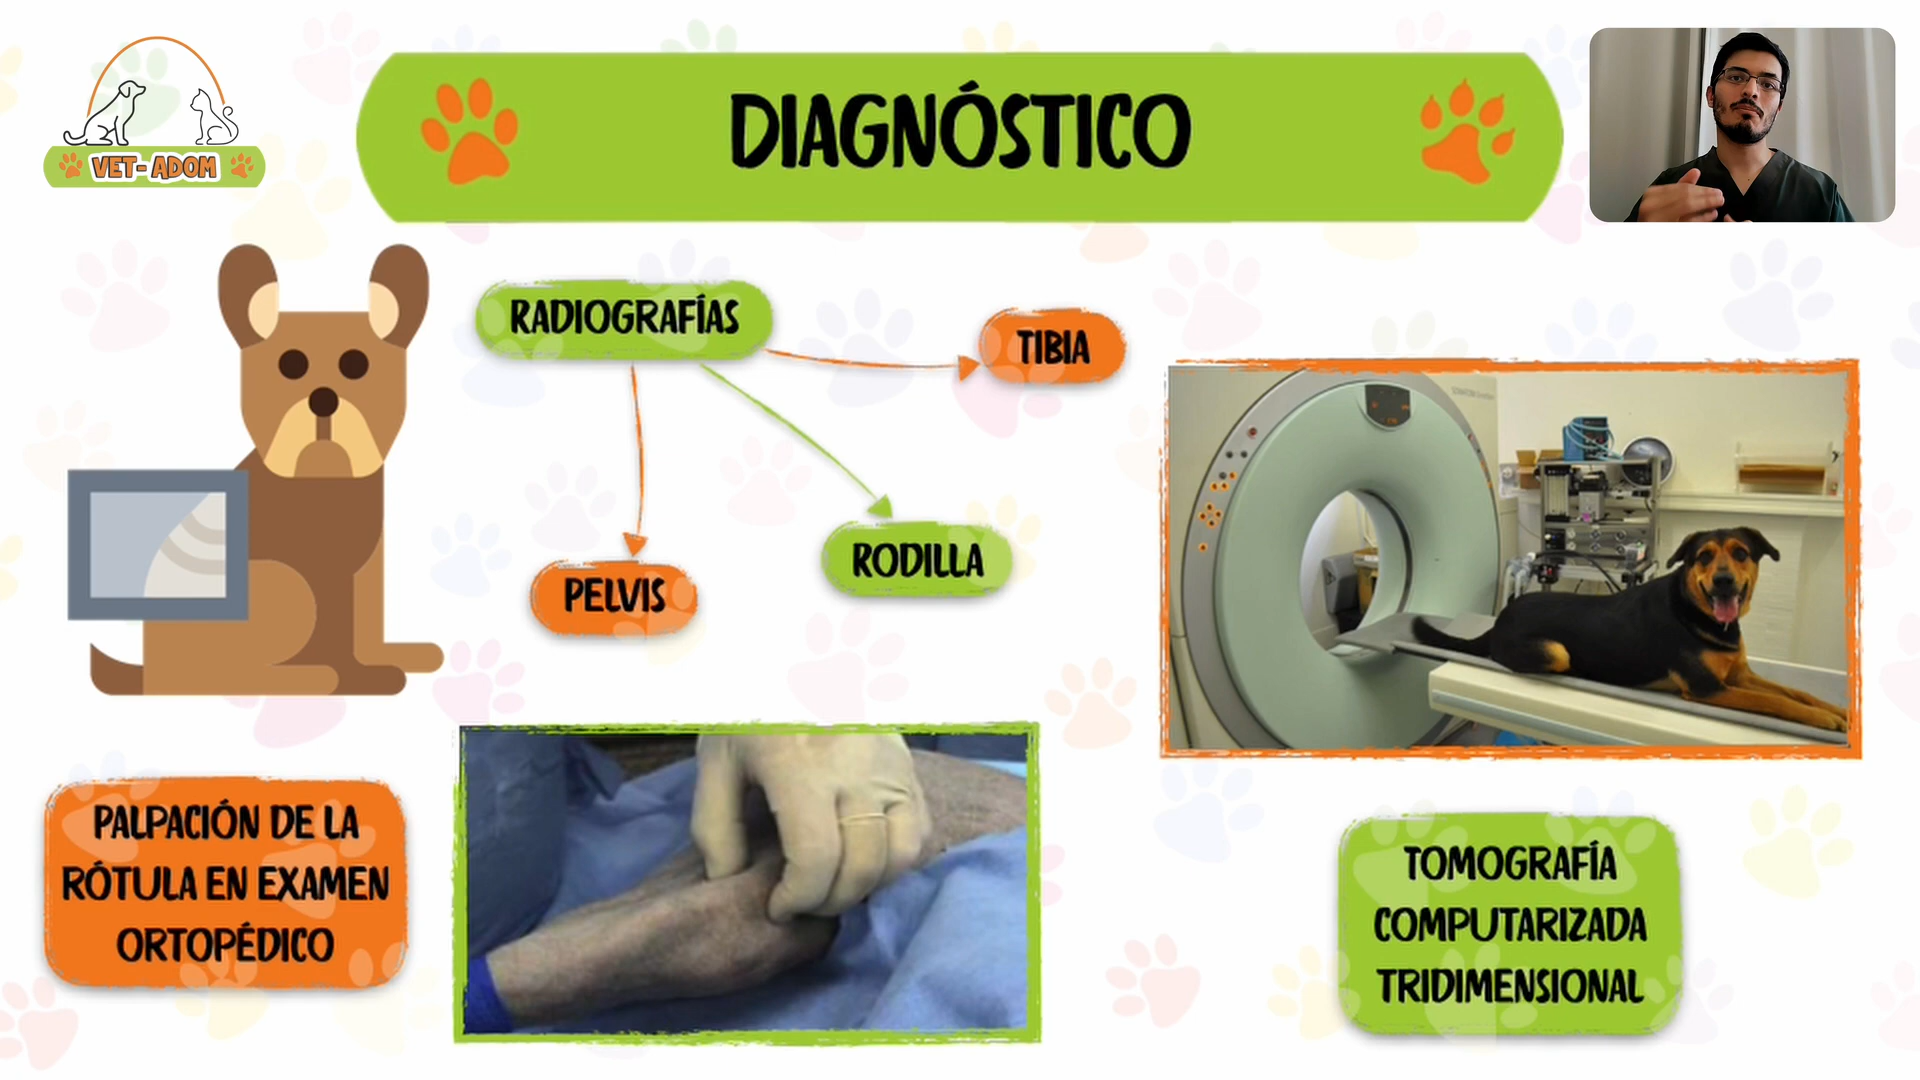 VET-ADOM
DIAGNÓSTICO
RADIOGRAFÍAS
TIBIA
PELVIS
RODILLA
PALPACIÓN DE LA
RÓTULA EN EXAMEN
ORTOPÉDICO
TOMOGRAFÍA
COMPUTARIZADA
TRIDIMENSIONAL